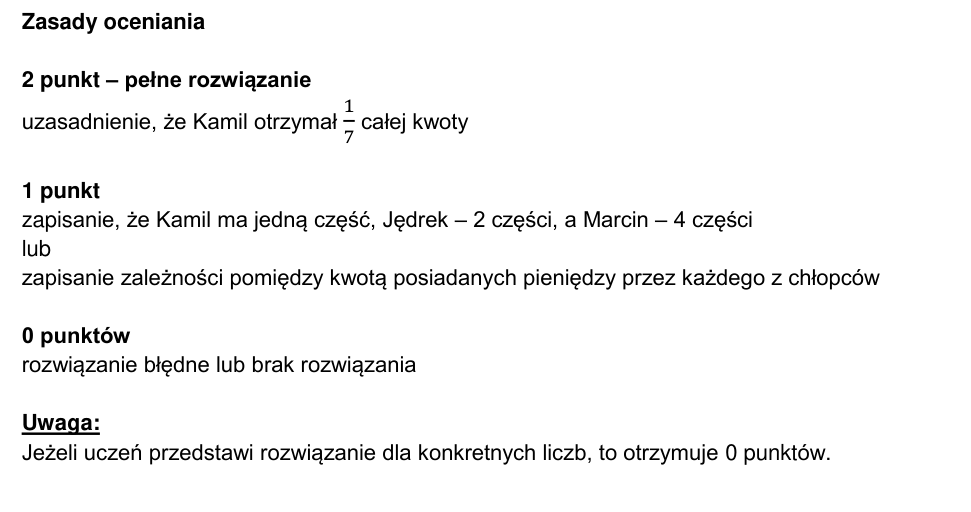 Zasady oceniania
2 punkt – pełne rozwiązanie
uzasadnienie, że Kamil otrzymał 1/7 całej kwoty
1 punkt
zapisanie, że Kamil ma jedną część, Jędrek – 2 części, a Marcin – 4 części
lub
zapisanie zależności pomiędzy kwotą posiadanych pieniędzy przez każdego z chłopców
0 punktów
rozwiązanie błędne lub brak rozwiązania
Uwaga:
Jeżeli uczeń przedstawi rozwiązanie dla konkretnych liczb, to otrzymuje 0 punktów.